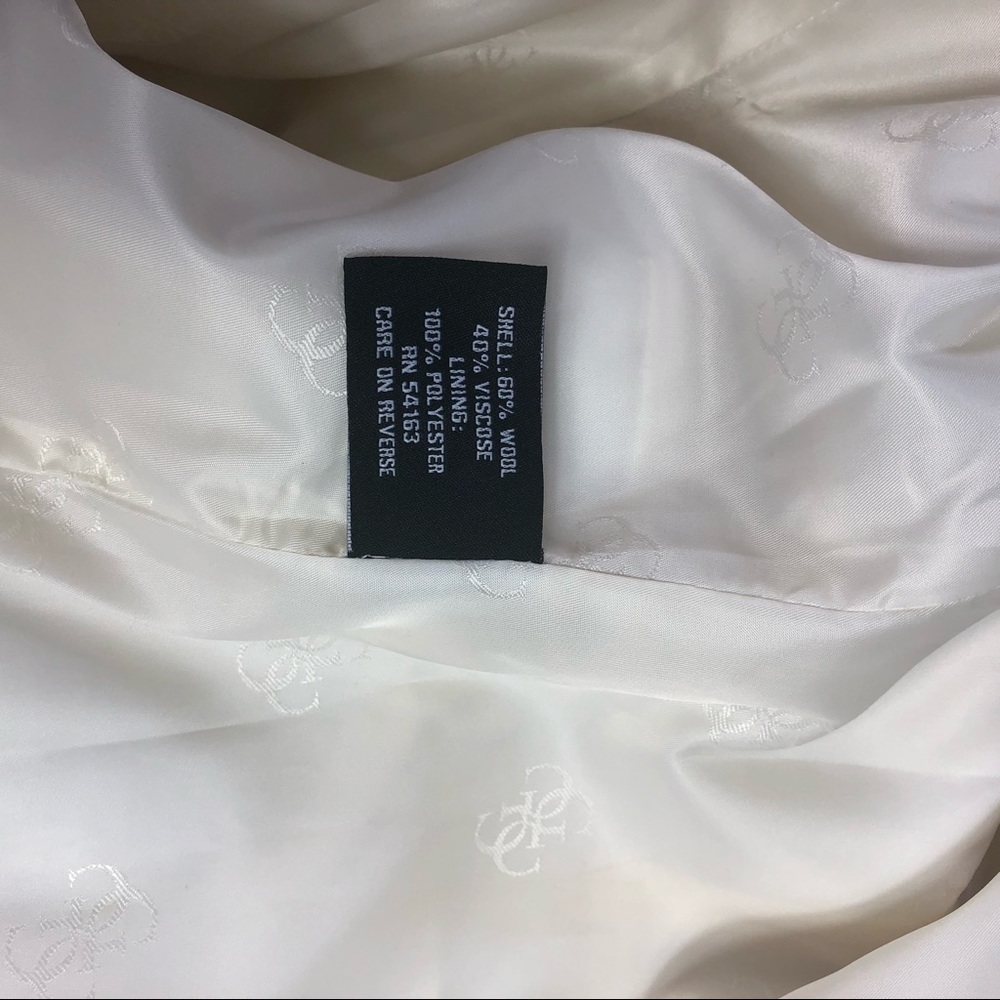 SHELL: 60% WOOL
40% VISCOSE
LINING:
100% POLYESTER
RN 54163
CARE ON REVERSE